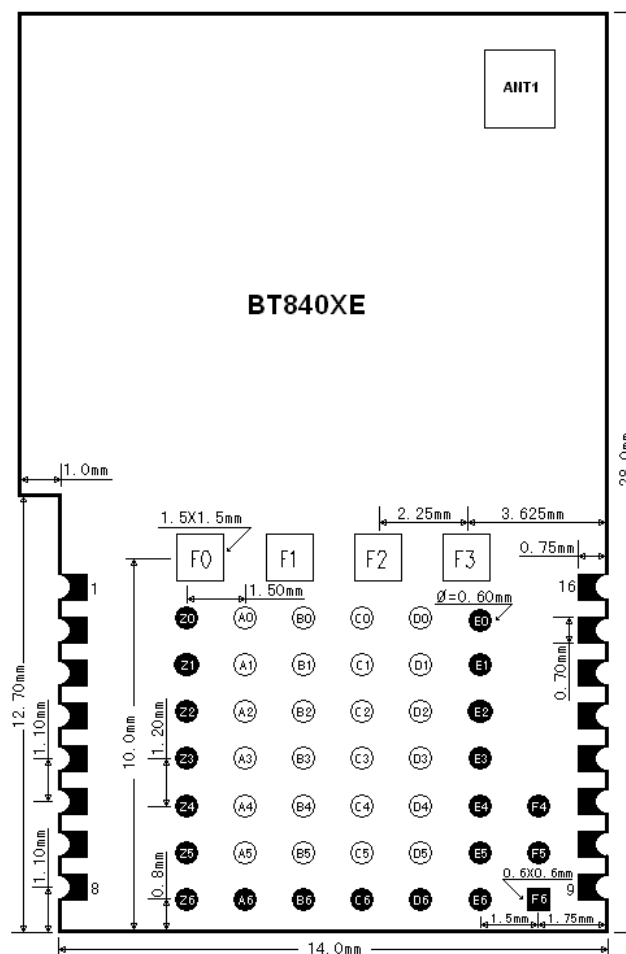 ANT1
BT840XE
28.0mm
1.0mm
2.25mm
3.625mm
1.5X1.5mm
0.75mm
F0 F1 F2 F3
1 16
1.50mm
Ø=0.60mm
Z0 A0 B0 C0 D0 E0
0.70mm
Z1 A1 B1 C1 D1 E1
12.70mm
10.0mm
Z2 A2 B2 C2 D2 E2
1.10mm
1.20mm
Z3 A3 B3 C3 D3 E3
Z4 A4 B4 C4 D4 E4 F4
1.10mm
Z5 A5 B5 C5 D5 E5 F5
0.8mm
0.6X0.6mm
8 9
Z6 A6 B6 C6 D6 E6 F6
1.5mm
1.75mm
14.0mm